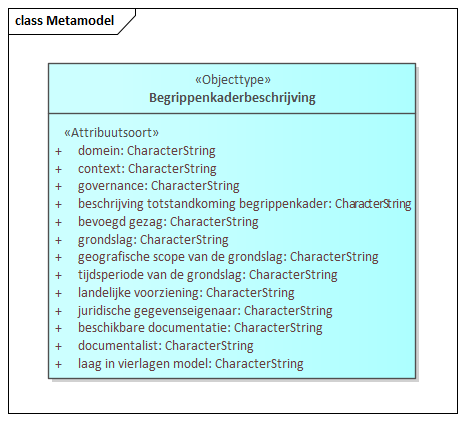 class Metamodel
«Objecttype»
Begrippenkaderbeschrijving
«Attribuutsoort»
+ domein: CharacterString
+ context: CharacterString
+ governance: CharacterString
+ beschrijving totstandkoming begrippenkader: CharacterString
+ bevoegd gezag: CharacterString
+ grondslag: CharacterString
+ geografische scope van de grondslag: CharacterString
+ tijdsperiode van de grondslag: CharacterString
+ landelijke voorziening: CharacterString
+ juridische gegevenseigenaar: CharacterString
+ beschikbare documentatie: CharacterString
+ documentalist: CharacterString
+ laag in vierlagen model: CharacterString